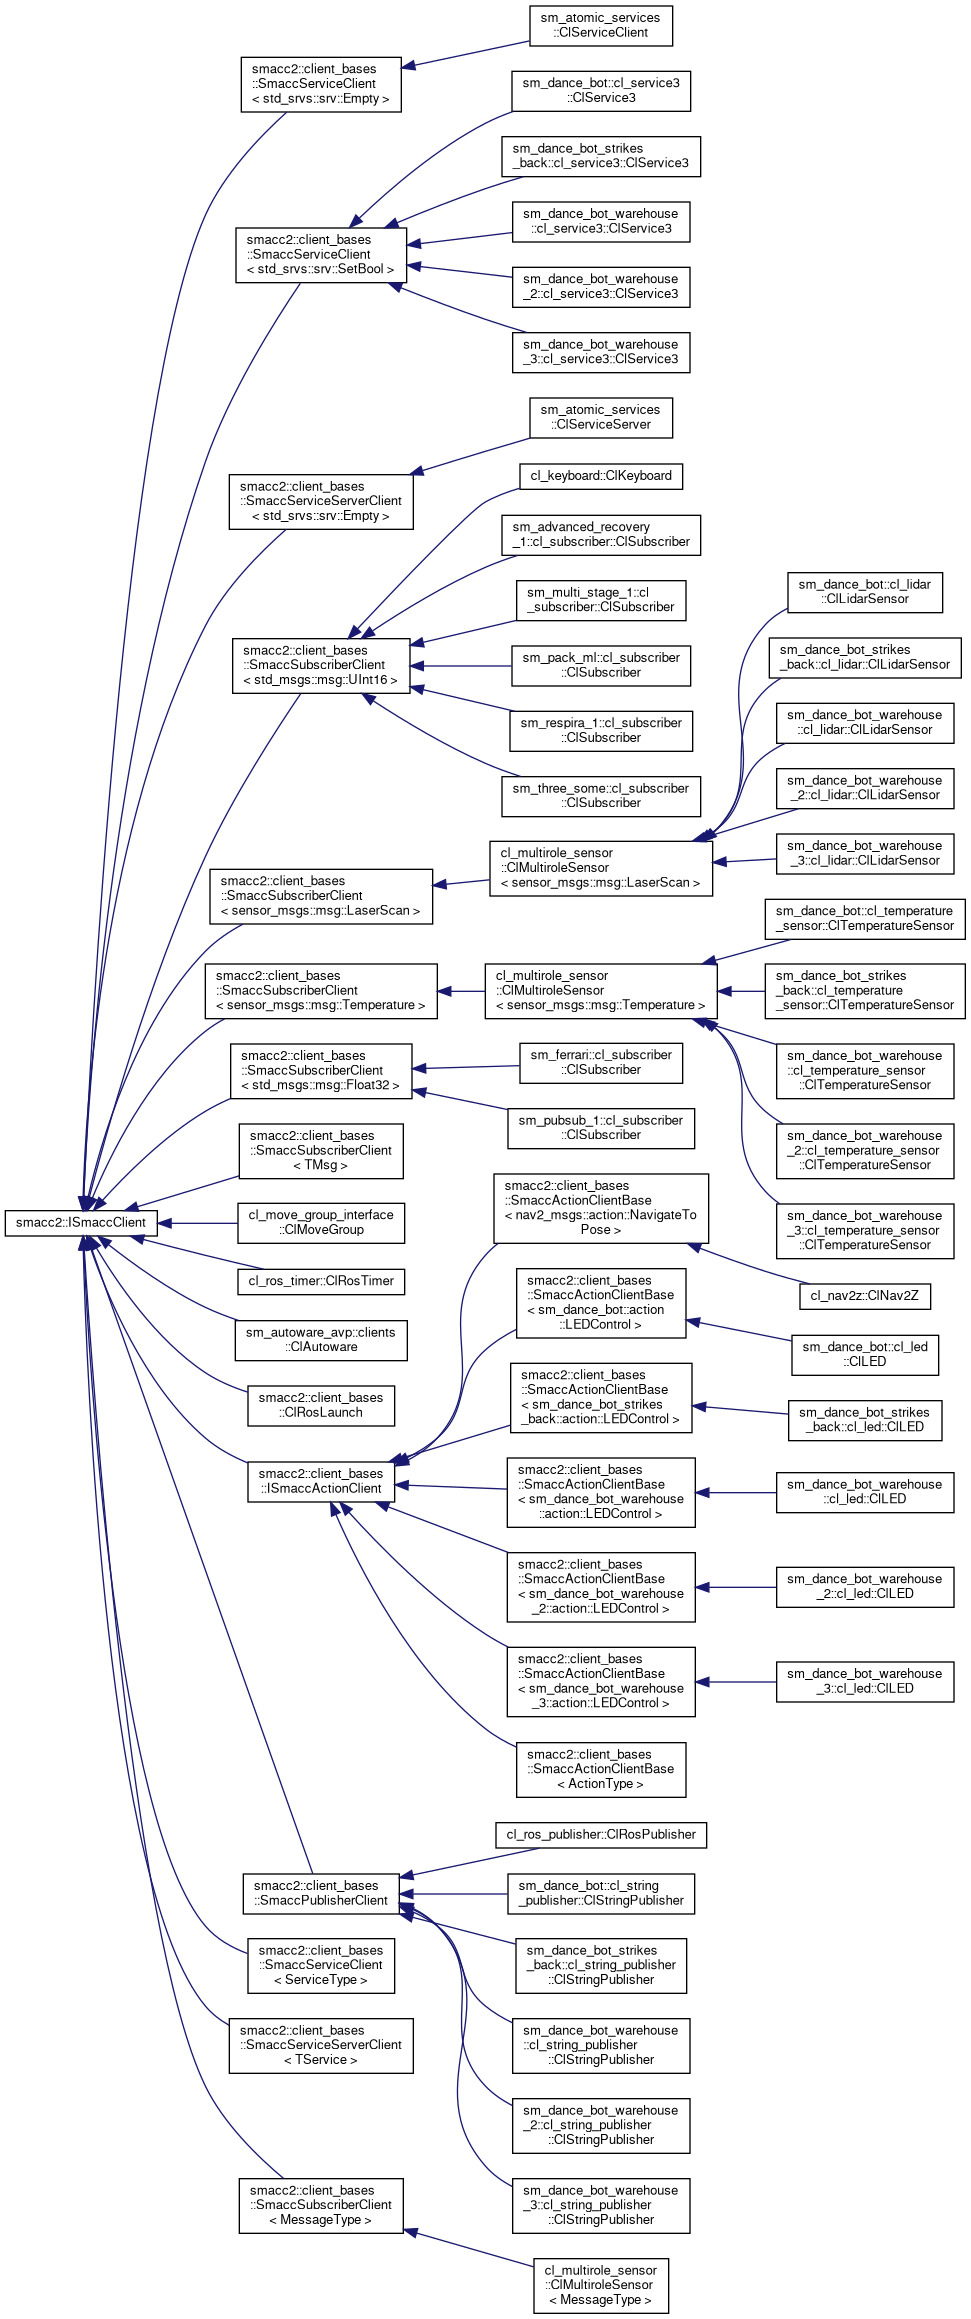 sm_atomic_services
::ClServiceClient
smacc2::client_bases
::SmaccServiceClient
< std_srvs::srv::Empty >
sm_dance_bot::cl_service3
::ClService3
sm_dance_bot_strikes
_back::cl_service3::ClService3
sm_dance_bot_warehouse
::cl_service3::ClService3
smacc2::client_bases
::SmaccServiceClient
< std_srvs::srv::SetBool >
sm_dance_bot_warehouse
_2::cl_service3::ClService3
sm_dance_bot_warehouse
_3::cl_service3::ClService3
sm_atomic_services
::ClServiceServer
smacc2::client_bases
::SmaccServiceServerClient
< std_srvs::srv::Empty >
cl_keyboard::ClKeyboard
sm_advanced_recovery
_1::cl_subscriber::ClSubscriber
sm_multi_stage_1::cl
_subscriber::ClSubscriber
smacc2::client_bases
::SmaccSubscriberClient
< std_msgs::msg::UInt16 >
sm_pack_ml::cl_subscriber
::ClSubscriber
sm_respira_1::cl_subscriber
::ClSubscriber
sm_three_some::cl_subscriber
::ClSubscriber
sm_dance_bot::cl_lidar
::ClLidarSensor
sm_dance_bot_strikes
_back::cl_lidar::ClLidarSensor
sm_dance_bot_warehouse
::cl_lidar::ClLidarSensor
sm_dance_bot_warehouse
_2::cl_lidar::ClLidarSensor
sm_dance_bot_warehouse
_3::cl_lidar::ClLidarSensor
cl_multirole_sensor
::ClMultiroleSensor
< sensor_msgs::msg::LaserScan >
smacc2::client_bases
::SmaccSubscriberClient
< sensor_msgs::msg::LaserScan >
sm_dance_bot::cl_temperature
_sensor::ClTemperatureSensor
smacc2::client_bases
::SmaccSubscriberClient
< sensor_msgs::msg::Temperature >
cl_multirole_sensor
::ClMultiroleSensor
< sensor_msgs::msg::Temperature >
sm_dance_bot_strikes
_back::cl_temperature
_sensor::ClTemperatureSensor
sm_dance_bot_warehouse
::cl_temperature_sensor
::ClTemperatureSensor
sm_dance_bot_warehouse
_2::cl_temperature_sensor
::ClTemperatureSensor
sm_dance_bot_warehouse
_3::cl_temperature_sensor
::ClTemperatureSensor
smacc2::client_bases
::SmaccSubscriberClient
< std_msgs::msg::Float32 >
sm_ferrari::cl_subscriber
::ClSubscriber
sm_pubsub_1::cl_subscriber
::ClSubscriber
smacc2::client_bases
::SmaccSubscriberClient
< TMsg >
smacc2::ISmaccClient
cl_move_group_interface
::ClMoveGroup
cl_ros_timer::ClRosTimer
sm_autoware_avp::clients
::ClAutoware
smacc2::client_bases
::ClRosLaunch
smacc2::client_bases
::ISmaccActionClient
smacc2::client_bases
::SmaccActionClientBase
< nav2_msgs::action::NavigateTo
Pose >
cl_nav2z::ClNav2Z
smacc2::client_bases
::SmaccActionClientBase
< sm_dance_bot::action
::LEDControl >
sm_dance_bot::cl_led
::ClLED
smacc2::client_bases
::SmaccActionClientBase
< sm_dance_bot_strikes
_back::action::LEDControl >
sm_dance_bot_strikes
_back::cl_led::ClLED
smacc2::client_bases
::SmaccActionClientBase
< sm_dance_bot_warehouse
::action::LEDControl >
sm_dance_bot_warehouse
::cl_led::ClLED
smacc2::client_bases
::SmaccActionClientBase
< sm_dance_bot_warehouse
_2::action::LEDControl >
sm_dance_bot_warehouse
_2::cl_led::ClLED
smacc2::client_bases
::SmaccActionClientBase
< sm_dance_bot_warehouse
_3::action::LEDControl >
sm_dance_bot_warehouse
_3::cl_led::ClLED
smacc2::client_bases
::SmaccActionClientBase
< ActionType >
cl_ros_publisher::ClRosPublisher
smacc2::client_bases
::SmaccPublisherClient
sm_dance_bot::cl_string
_publisher::ClStringPublisher
sm_dance_bot_strikes
_back::cl_string_publisher
::ClStringPublisher
smacc2::client_bases
::SmaccServiceClient
< ServiceType >
sm_dance_bot_warehouse
::cl_string_publisher
::ClStringPublisher
smacc2::client_bases
::SmaccServiceServerClient
< TService >
sm_dance_bot_warehouse
_2::cl_string_publisher
::ClStringPublisher
sm_dance_bot_warehouse
_3::cl_string_publisher
::ClStringPublisher
smacc2::client_bases
::SmaccSubscriberClient
< MessageType >
cl_multirole_sensor
::ClMultiroleSensor
< MessageType >